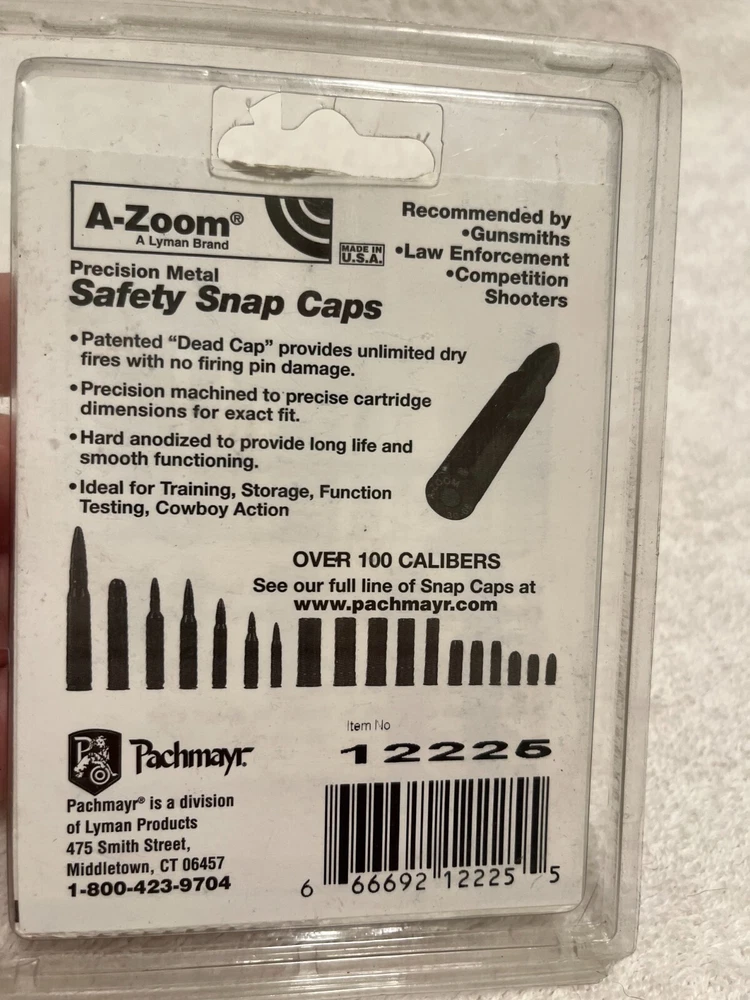 A-Zoom®
A Lyman Brand
MADE IN
U.S.A.
Recommended by
•Gunsmiths
•Law Enforcement
•Competition
Shooters
Precision Metal
Safety Snap Caps
•Patented “Dead Cap” provides unlimited dry
fires with no firing pin damage.
•Precision machined to precise cartridge
dimensions for exact fit.
•Hard anodized to provide long life and
smooth functioning.
•Ideal for Training, Storage, Function
Testing, Cowboy Action
OVER 100 CALIBERS
See our full line of Snap Caps at
www.pachmayr.com
Pachmayr®
Pachmayr® is a division
of Lyman Products
475 Smith Street,
Middletown, CT 06457
1-800-423-9704
Item No
12225
6 66692 12225 5